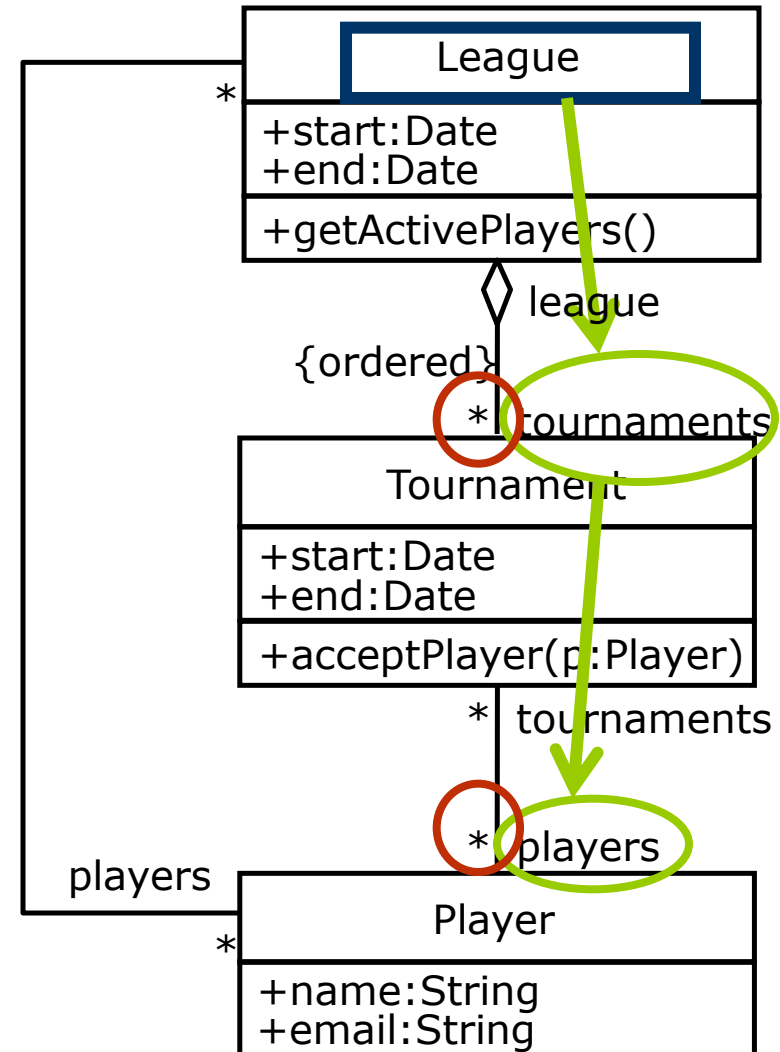 League
*
+start:Date
+end:Date
+getActivePlayers()
league
{ordered}
* tournaments
Tournament
+start:Date
+end:Date
+acceptPlayer(p:Player)
* tournaments
* players
players
Player
*
+name:String
+email:String